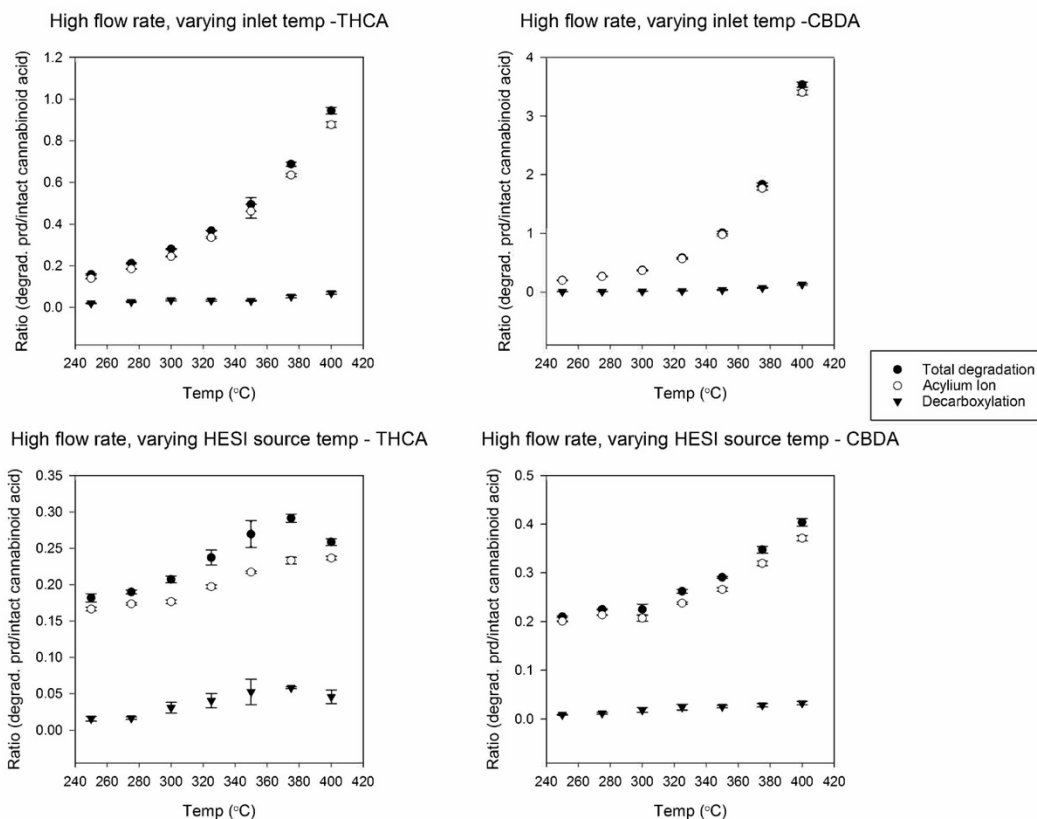 High flow rate, varying inlet temp -THCA
Ratio (degrad. prd/intact cannabinoid acid)
1.2
1.0
0.8
0.6
0.4
0.2
0.0
240 260 280 300 320 340 360 380 400 420
Temp (°C)
High flow rate, varying inlet temp -CBDA
Ratio (degrad. prd/intact cannabinoid acid)
4
3
2
1
0
240 260 280 300 320 340 360 380 400 420
Temp (°C)
Total degradation
Acylium Ion
Decarboxylation
High flow rate, varying HESI source temp - THCA
Ratio (degrad. prd/intact cannabinoid acid)
0.35
0.30
0.25
0.20
0.15
0.10
0.05
0.00
240 260 280 300 320 340 360 380 400 420
Temp (°C)
High flow rate, varying HESI source temp - CBDA
Ratio (degrad. prd/intact cannabinoid acid)
0.5
0.4
0.3
0.2
0.1
0.0
240 260 280 300 320 340 360 380 400 420
Temp (°C)